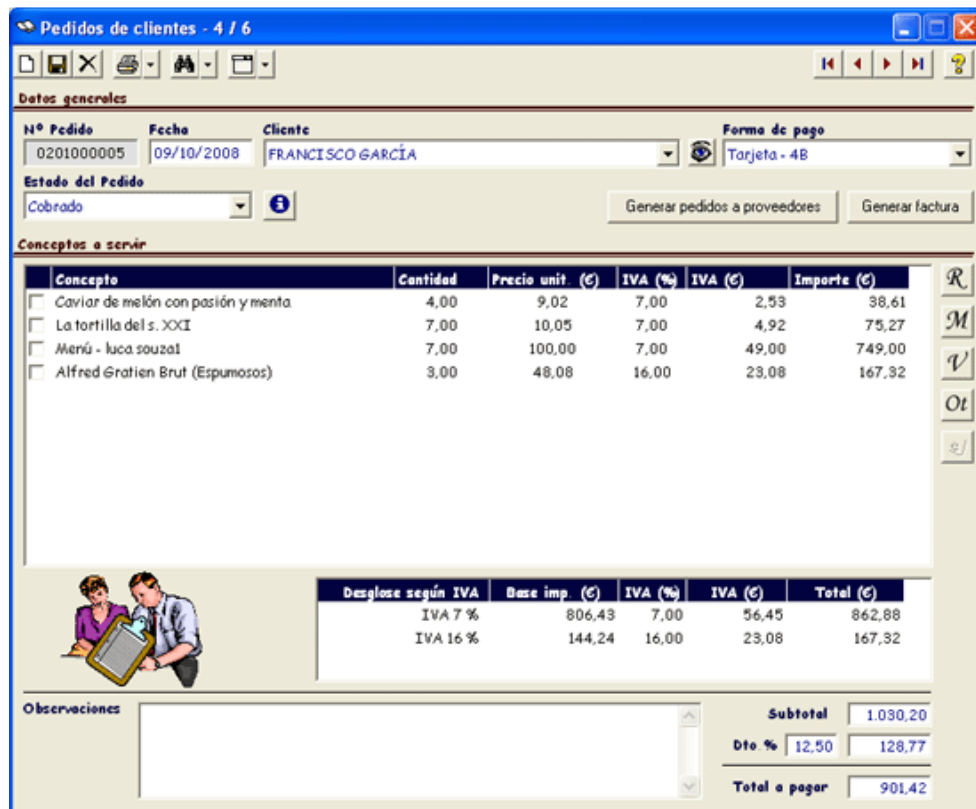 Pedidos de clientes - 4 / 6
Datos generales
Nº Pedido Fecha Cliente Forma de pago
0201000005 09/10/2008 FRANCISCO GARCÍA Tarjeta - 4B
Estado del Pedido
Cobrado Generar pedidos a proveedores Generar factura
Conceptos a servir
Concepto Cantidad Precio unit. (€) IVA (%) IVA (€) Importe (€)
Caviar de melón con pasión y menta 4,00 9,02 7,00 2,53 38,61
La tortilla del s. XXI 7,00 10,05 7,00 4,92 75,27
Menú - luca souza1 7,00 100,00 7,00 49,00 749,00
Alfred Gratien Brut (Espumosos) 3,00 48,08 16,00 23,08 167,32
R
M
V
Ot
Desglose según IVA Base imp. (€) IVA (%) IVA (€) Total (€)
IVA 7 % 806,43 7,00 56,45 862,88
IVA 16 % 144,24 16,00 23,08 167,32
Observaciones
Subtotal 1.030,20
Dto. % 12,50 128,77
Total a pagar 901,42